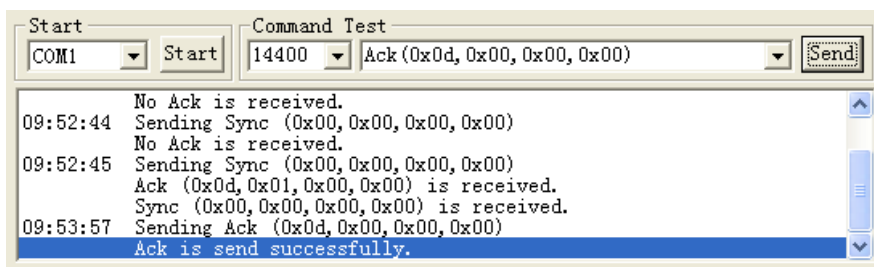 Start Command Test
COM1 Start 14400 Ack(0x0d,0x00,0x00,0x00) Send
No Ack is received.
09:52:44 Sending Sync (0x00,0x00,0x00,0x00)
No Ack is received.
09:52:45 Sending Sync (0x00,0x00,0x00,0x00)
Ack (0x0d,0x01,0x00,0x00) is received.
Sync (0x00,0x00,0x00,0x00) is received.
09:53:57 Sending Ack (0x0d,0x00,0x00,0x00)
Ack is send successfully.